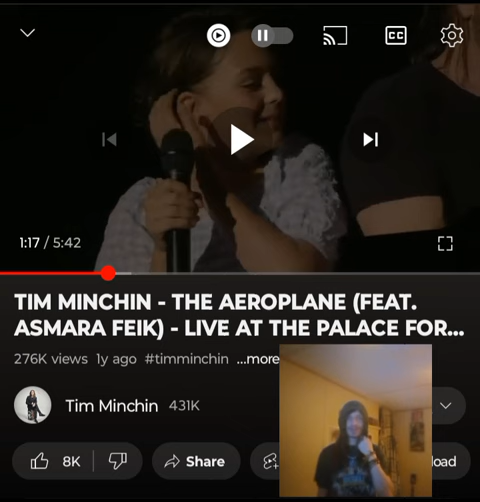 CC
1:17 / 5:42
TIM MINCHIN - THE AEROPLANE (FEAT.
ASMARA FEIK) - LIVE AT THE PALACE FOR...
276K views 1y ago #timminchin ...more
Tim Minchin 431K
8K Share load